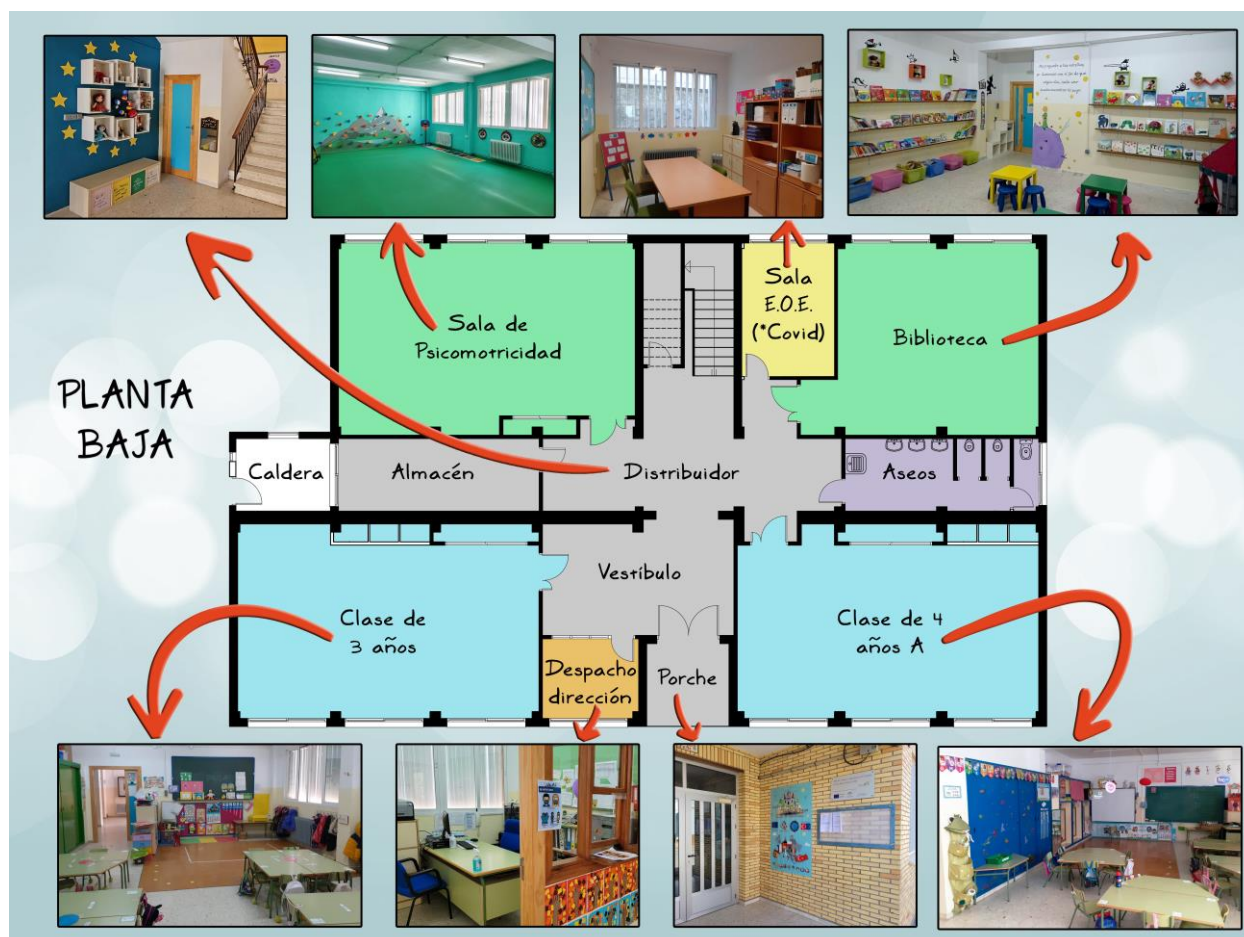 Sala de
Psicomotricidad
Sala
E.O.E.
(*Covid)
Biblioteca
PLANTA
BAJA
Caldera
Almacén
Distribuidor
Aseos
Vestíbulo
Clase de
3 años
Clase de 4
años A
Despacho
dirección
Porche